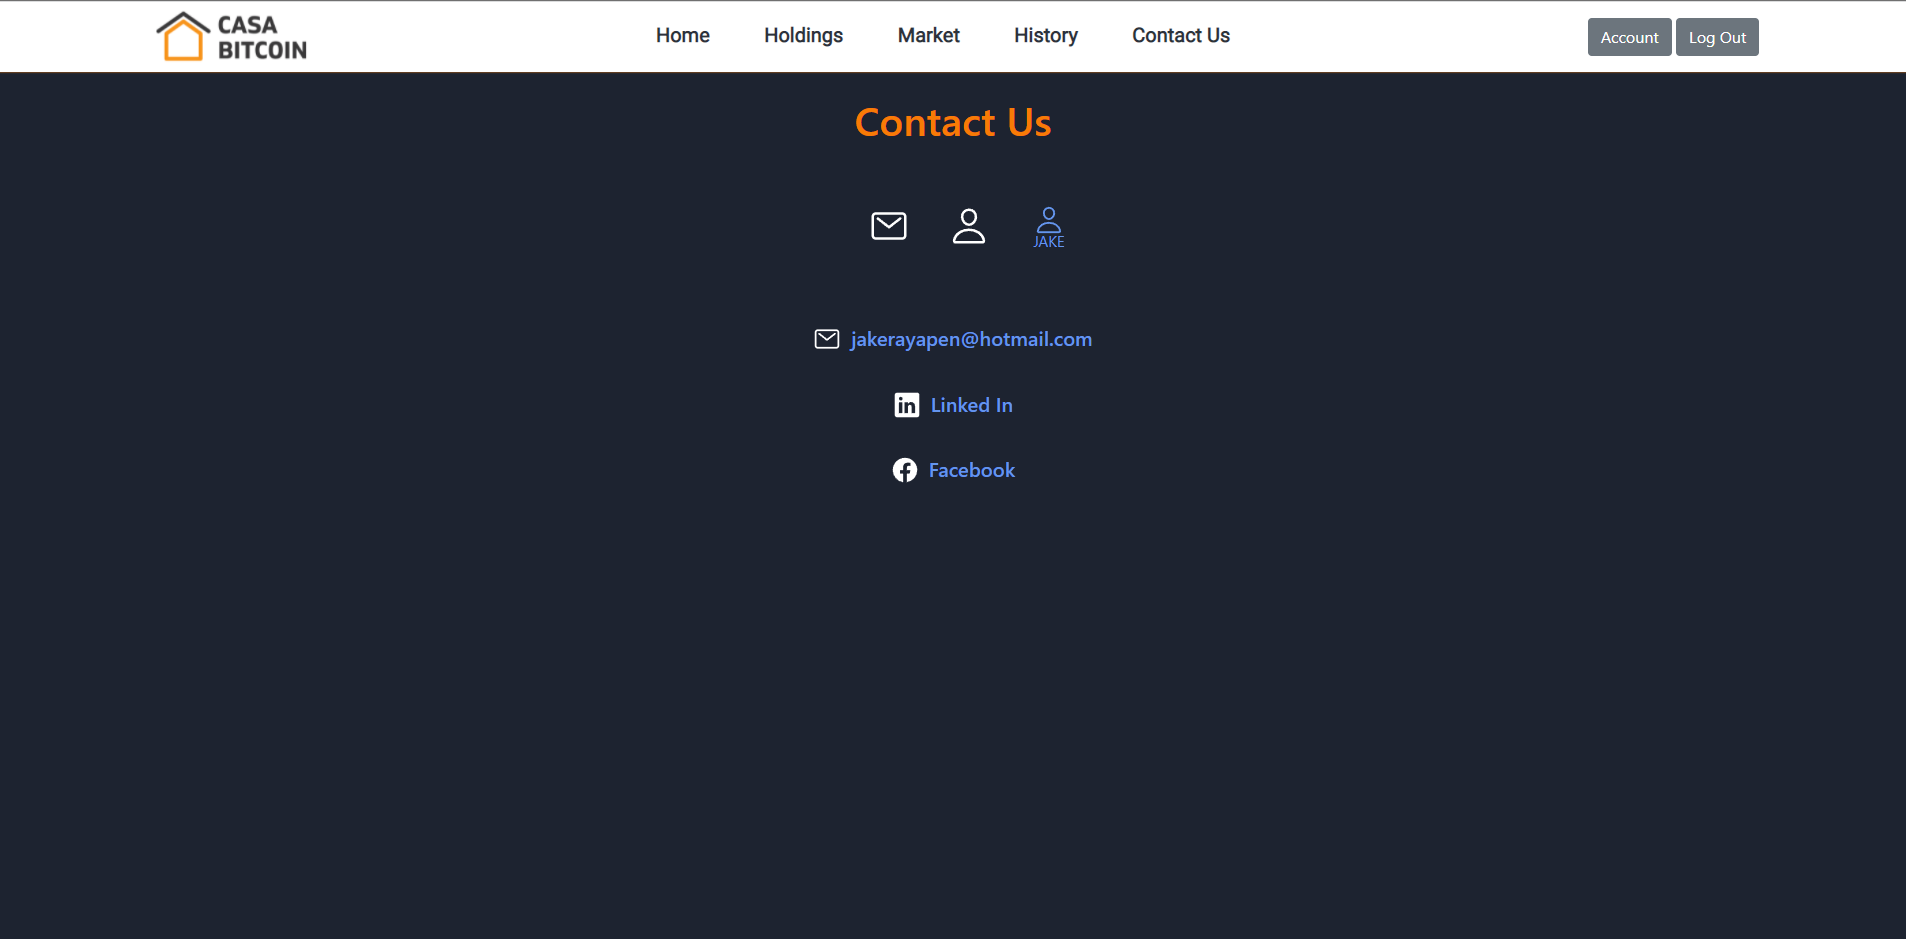 CASA
BITCOIN
Home Holdings Market History Contact Us
Account Log Out
Contact Us
JAKE
jakerayapen@hotmail.com
in Linked In
Facebook